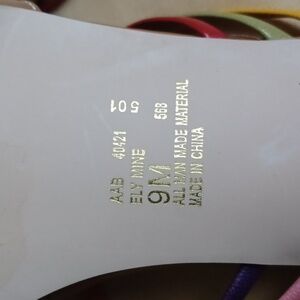 501
AAB 40421 568
ELY MINE
9M
ALL MAN MADE MATERIAL
MADE IN CHINA